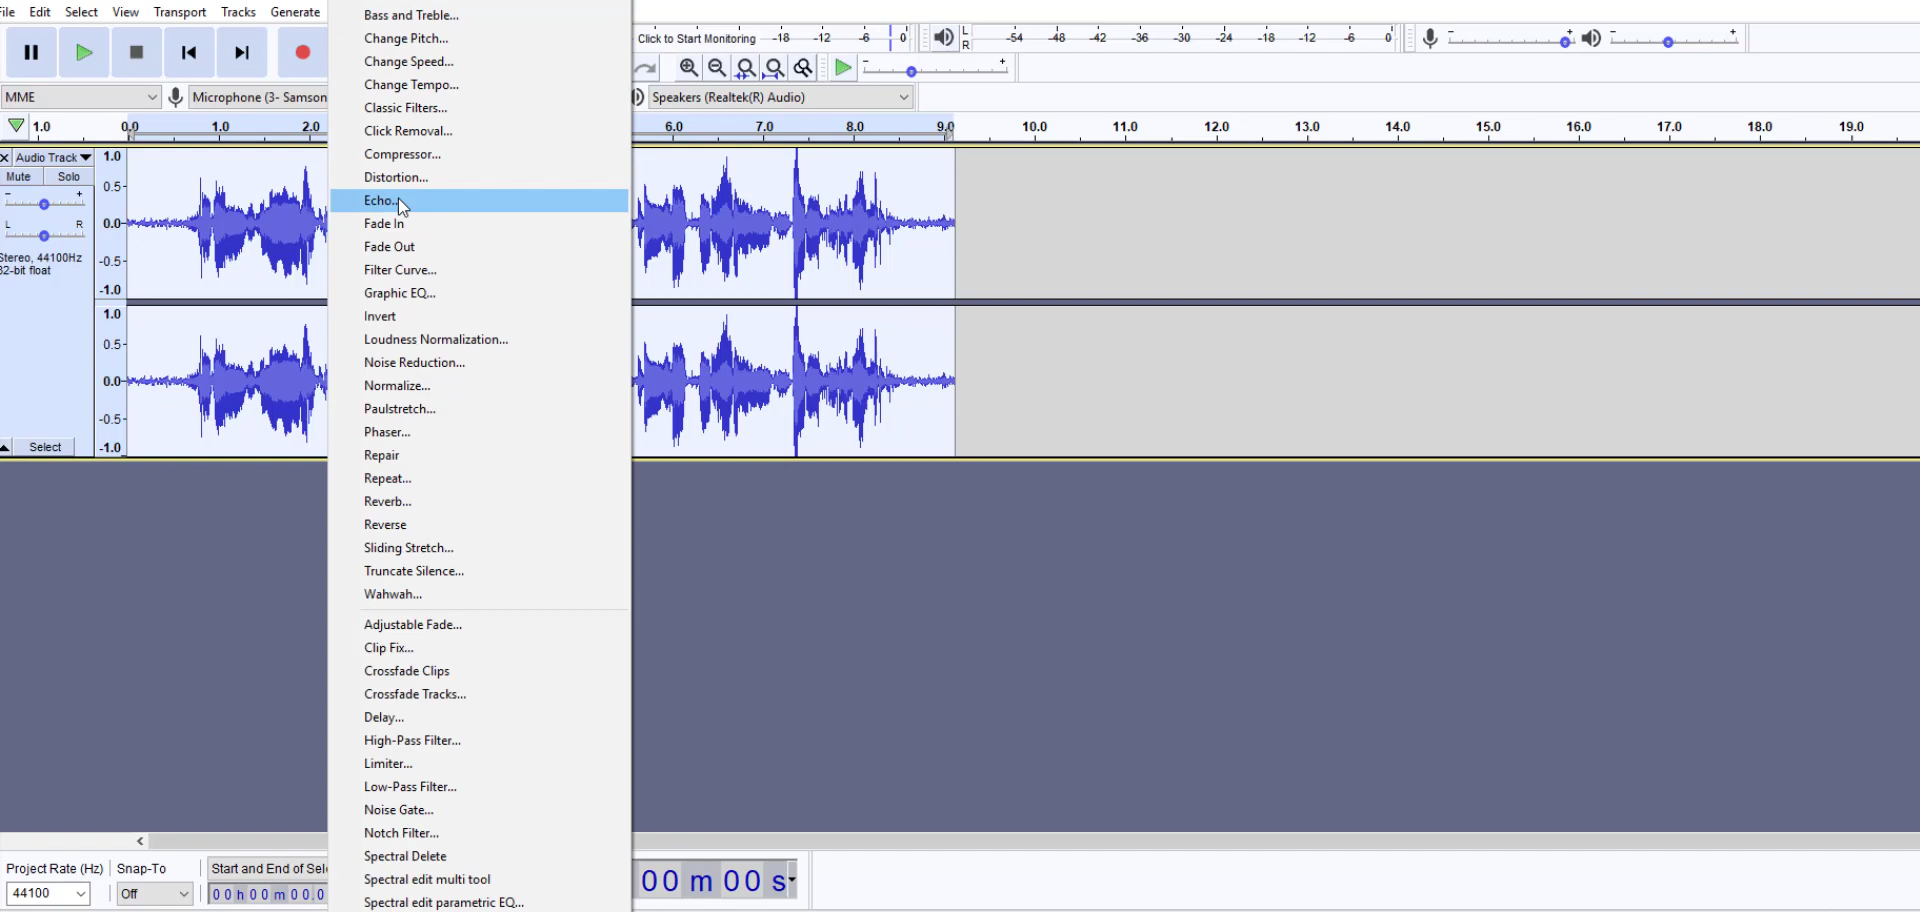 File Edit Select View Transport Tracks Generate
Click to Start Monitoring -18 -12 -6 0
L
R
-54 -48 -42 -36 -30 -24 -18 -12 -6 0
MME
Microphone (3- Samson
Speakers (Realtek(R) Audio)
1.0 0.0 1.0 2.0 6.0 7.0 8.0 9.0 10.0 11.0 12.0 13.0 14.0 15.0 16.0 17.0 18.0 19.0
Audio Track
Mute Solo
L R
Stereo, 44100Hz
32-bit float
Select
1.0
0.5
0.0
-0.5
-1.0
1.0
0.5
0.0
-0.5
-1.0
Bass and Treble...
Change Pitch...
Change Speed...
Change Tempo...
Classic Filters...
Click Removal...
Compressor...
Distortion...
Echo...
Fade In
Fade Out
Filter Curve...
Graphic EQ...
Invert
Loudness Normalization...
Noise Reduction...
Normalize...
Paulstretch...
Phaser...
Repair
Repeat...
Reverb...
Reverse
Sliding Stretch...
Truncate Silence...
Wahwah...
Adjustable Fade...
Clip Fix...
Crossfade Clips
Crossfade Tracks...
Delay...
High-Pass Filter...
Limiter...
Low-Pass Filter...
Noise Gate...
Notch Filter...
Spectral Delete
Spectral edit multi tool
Spectral edit parametric EQ...
Project Rate (Hz) Snap-To Start and End of Sel
44100 Off 00h00m00.0
00 m 00 s